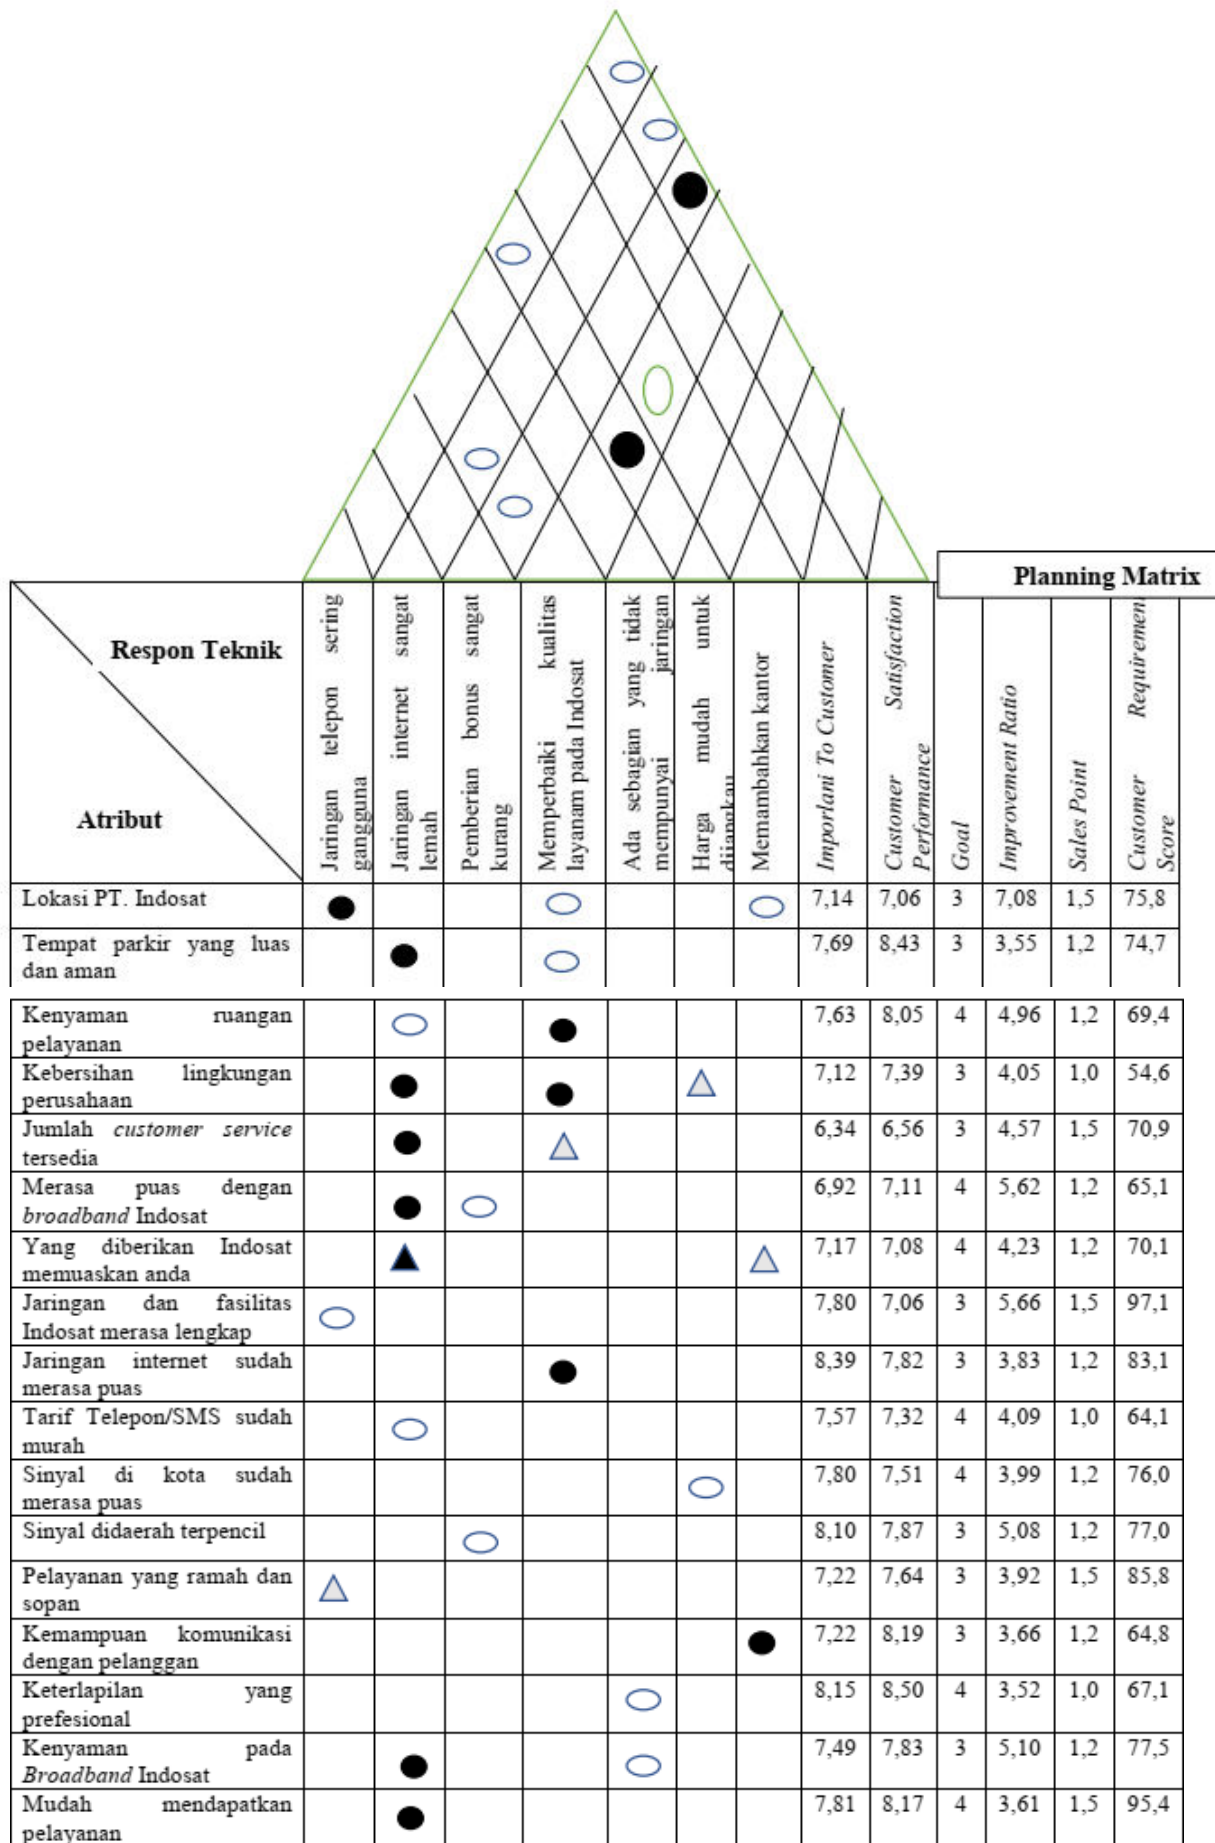 Planning Matrix
Respon Teknik
Atribut
Jaringan telepon sering
gangguna
Jaringan internet sangat
lemah
Pemberian bonus sangat
kurang
Memperbaiki kualitas
layanam pada Indosat
Ada sebagian yang tidak
mempunyai jaringan
Harga mudah untuk
dijangkau
Memambahkan kantor
Imporlani To Customer
Customer Satisfaction
Performance
Goal
Improvement Ratio
Sales Point
Customer Requirement
Score
Lokasi PT. Indosat 7,14 7,06 3 7,08 1,5 75,8
Tempat parkir yang luas 7,69 8,43 3 3,55 1,2 74,7
dan aman
Kenyaman ruangan 7,63 8,05 4 4,96 1,2 69,4
pelayanan
Kebersihan lingkungan 7,12 7,39 3 4,05 1,0 54,6
perusahaan
Jumlah customer service 6,34 6,56 3 4,57 1,5 70,9
tersedia
Merasa puas dengan 6,92 7,11 4 5,62 1,2 65,1
broadband Indosat
Yang diberikan Indosat 7,17 7,08 4 4,23 1,2 70,1
memuaskan anda
Jaringan dan fasilitas 7,80 7,06 3 5,66 1,5 97,1
Indosat merasa lengkap
Jaringan internet sudah 8,39 7,82 3 3,83 1,2 83,1
merasa puas
Tarif Telepon/SMS sudah 7,57 7,32 4 4,09 1,0 64,1
murah
Sinyal di kota sudah 7,80 7,51 4 3,99 1,2 76,0
merasa puas
Sinyal didaerah terpencil 8,10 7,87 3 5,08 1,2 77,0
Pelayanan yang ramah dan 7,22 7,64 3 3,92 1,5 85,8
sopan
Kemampuan komunikasi 7,22 8,19 3 3,66 1,2 64,8
dengan pelanggan
Keterlapilan yang 8,15 8,50 4 3,52 1,0 67,1
prefesional
Kenyaman pada 7,49 7,83 3 5,10 1,2 77,5
Broadband Indosat
Mudah mendapatkan 7,81 8,17 4 3,61 1,5 95,4
pelayanan